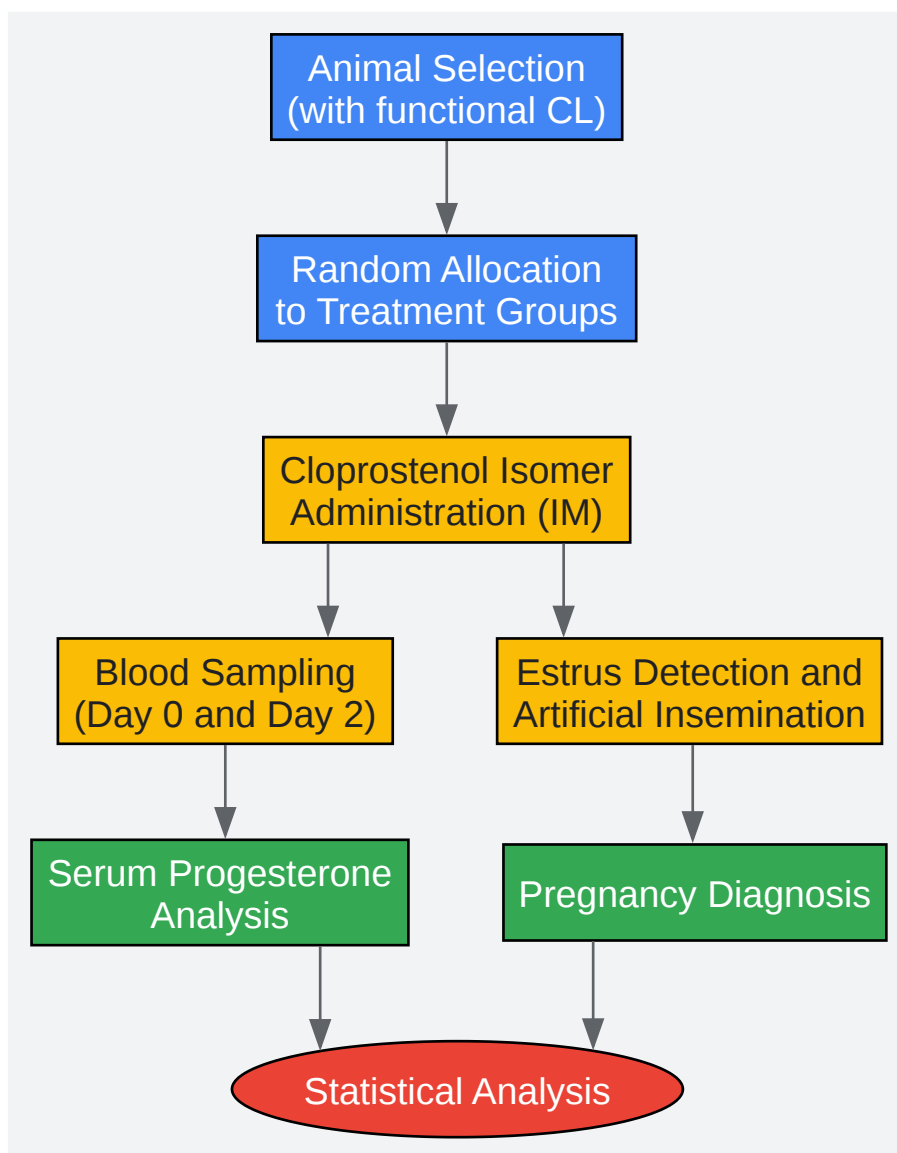 Animal Selection
(with functional CL)
Random Allocation
to Treatment Groups
Cloprostenol Isomer
Administration (IM)
Blood Sampling
(Day 0 and Day 2)
Estrus Detection and
Artificial Insemination
Serum Progesterone
Analysis
Pregnancy Diagnosis
Statistical Analysis